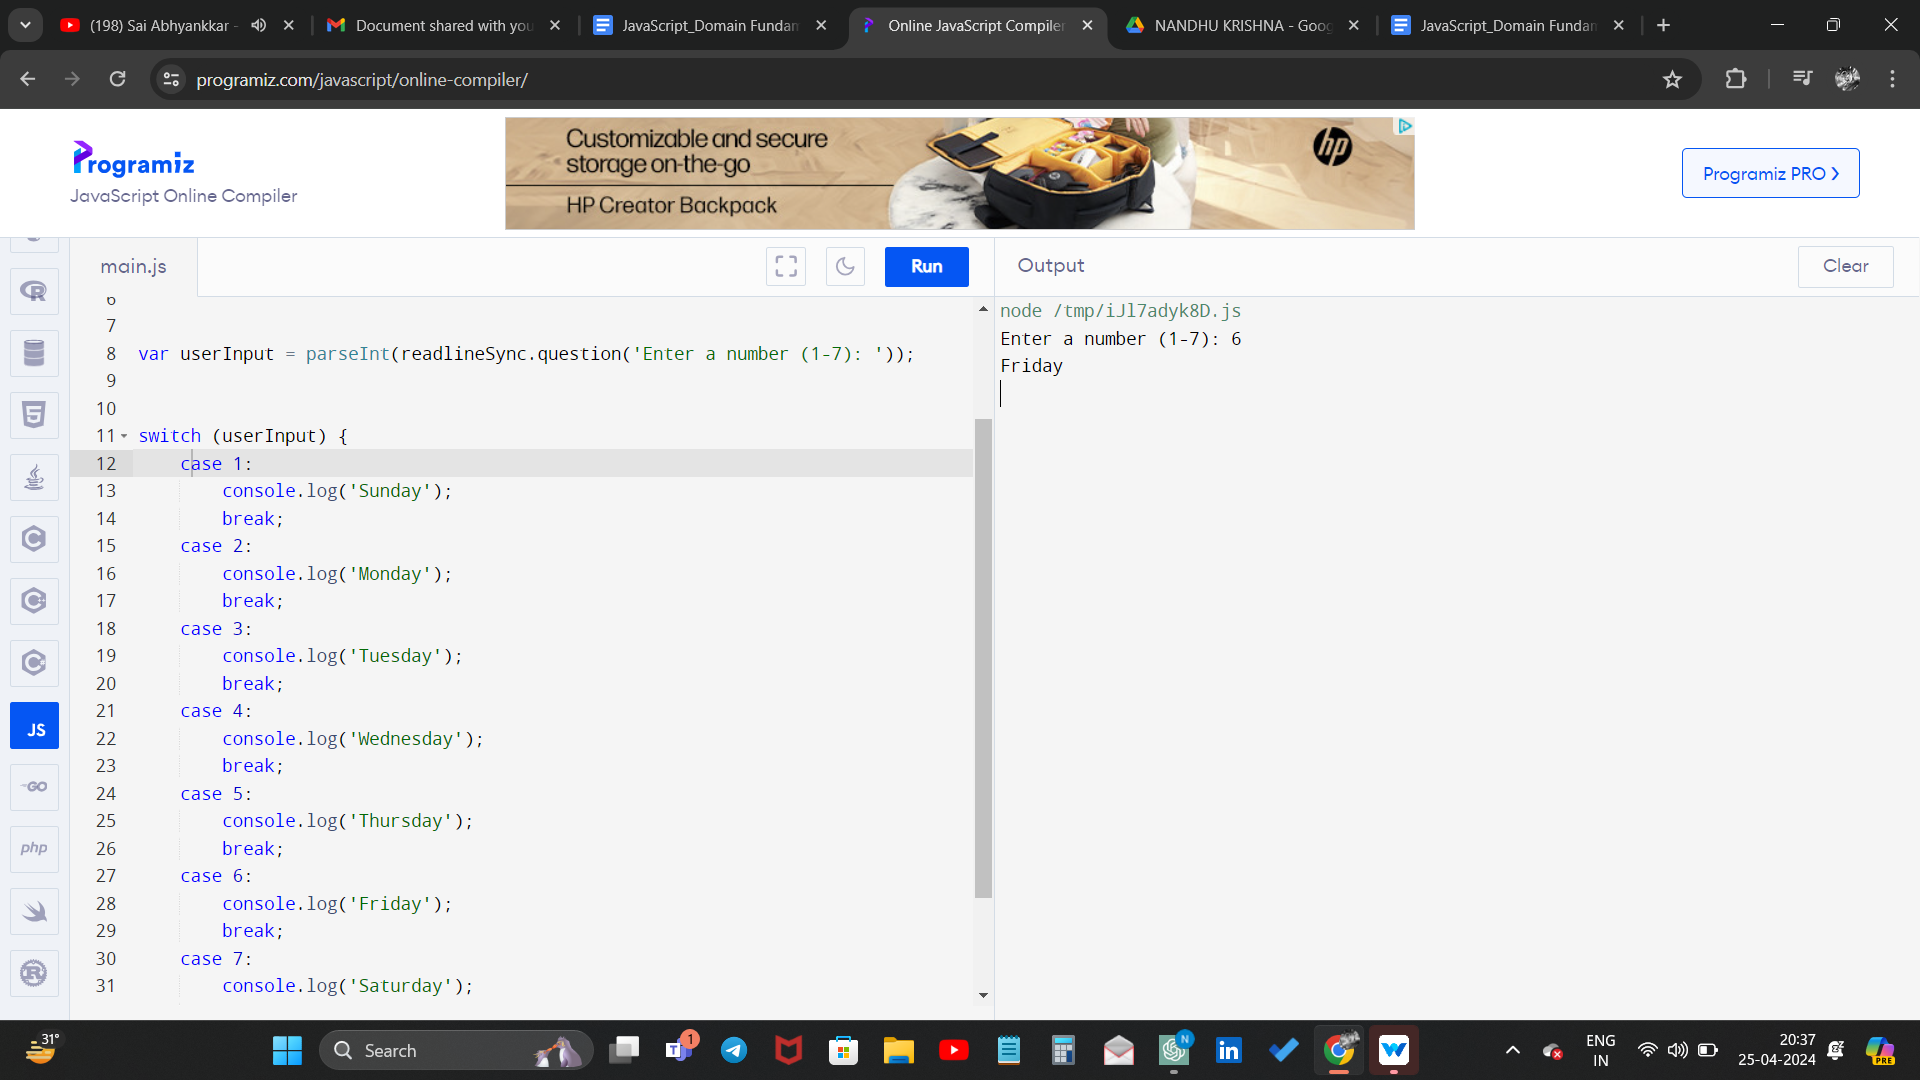 (198) Sai Abhyankkar -
Document shared with you
JavaScript_Domain Fundam
Online JavaScript Compiler
NANDHU KRISHNA - Goog
JavaScript_Domain Fundam
programiz.com/javascript/online-compiler/
Programiz
JavaScript Online Compiler
Customizable and secure
storage on-the-go
HP Creator Backpack
hp
Programiz PRO
main.js
Run
Output
Clear
6
7
8 var userInput = parseInt(readlineSync.question('Enter a number (1-7): '));
9
10
11 switch (userInput) {
12 case 1:
13 console.log('Sunday');
14 break;
15 case 2:
16 console.log('Monday');
17 break;
18 case 3:
19 console.log('Tuesday');
20 break;
21 case 4:
22 console.log('Wednesday');
23 break;
24 case 5:
25 console.log('Thursday');
26 break;
27 case 6:
28 console.log('Friday');
29 break;
30 case 7:
31 console.log('Saturday');
node /tmp/iJl7adyk8D.js
Enter a number (1-7): 6
Friday
R
5
C
C
C
JS
GO
php
R
31°
Search
1
N
ENG
IN
20:37
25-04-2024
PRE